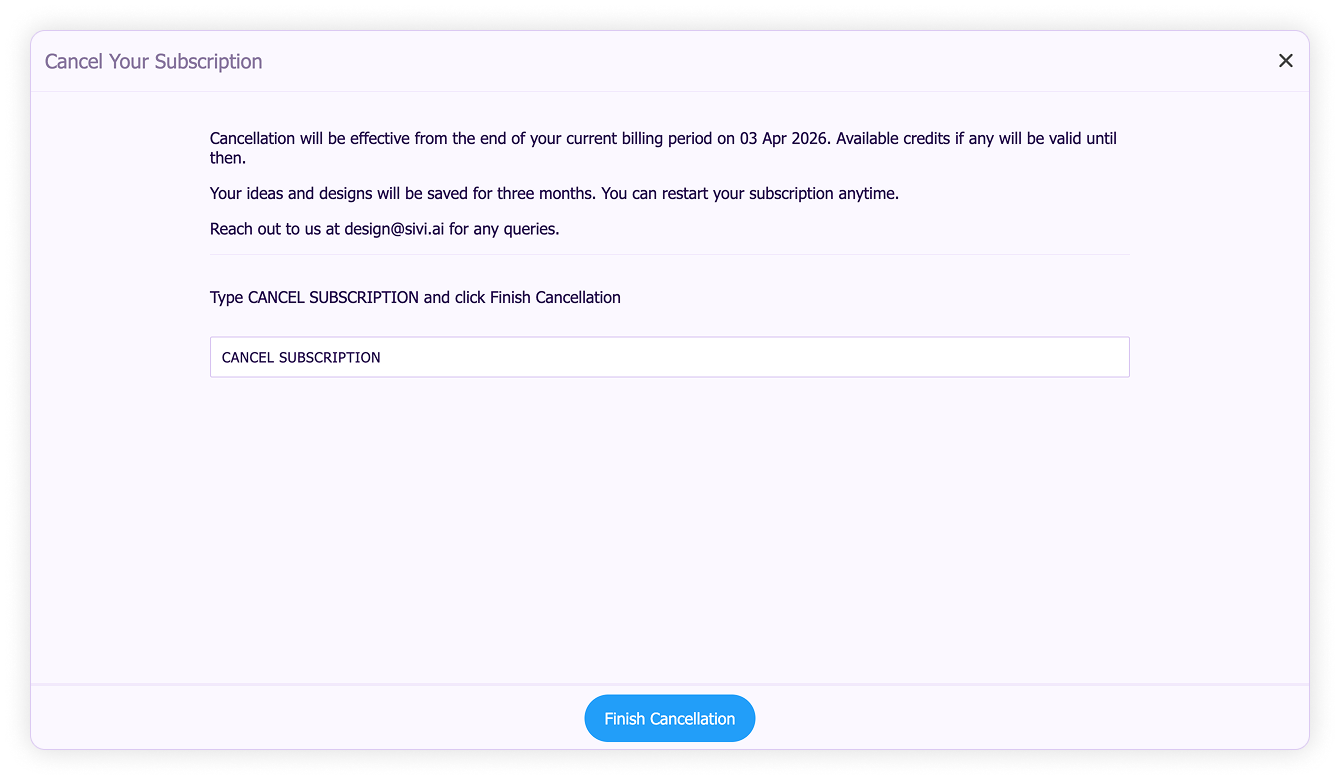 Cancel Your Subscription
Cancellation will be effective from the end of your current billing period on 03 Apr 2026. Available credits if any will be valid until
then.
Your ideas and designs will be saved for three months. You can restart your subscription anytime.
Reach out to us at design@sivi.ai for any queries.
Type CANCEL SUBSCRIPTION and click Finish Cancellation
CANCEL SUBSCRIPTION
Finish Cancellation